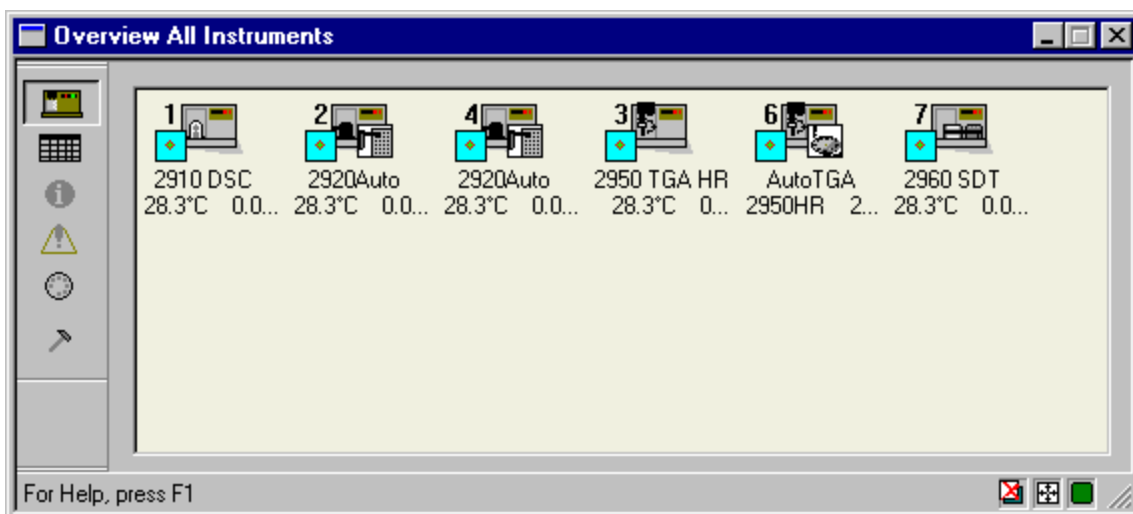 Overview All Instruments
1 2 4 3 6 7
2910 DSC 2920Auto 2920Auto 2950 TGA HR AutoTGA 2960 SDT
28.3°C 0.0... 28.3°C 0.0... 28.3°C 0.0... 28.3°C 0... 2950HR 2... 28.3°C 0.0...
For Help, press F1